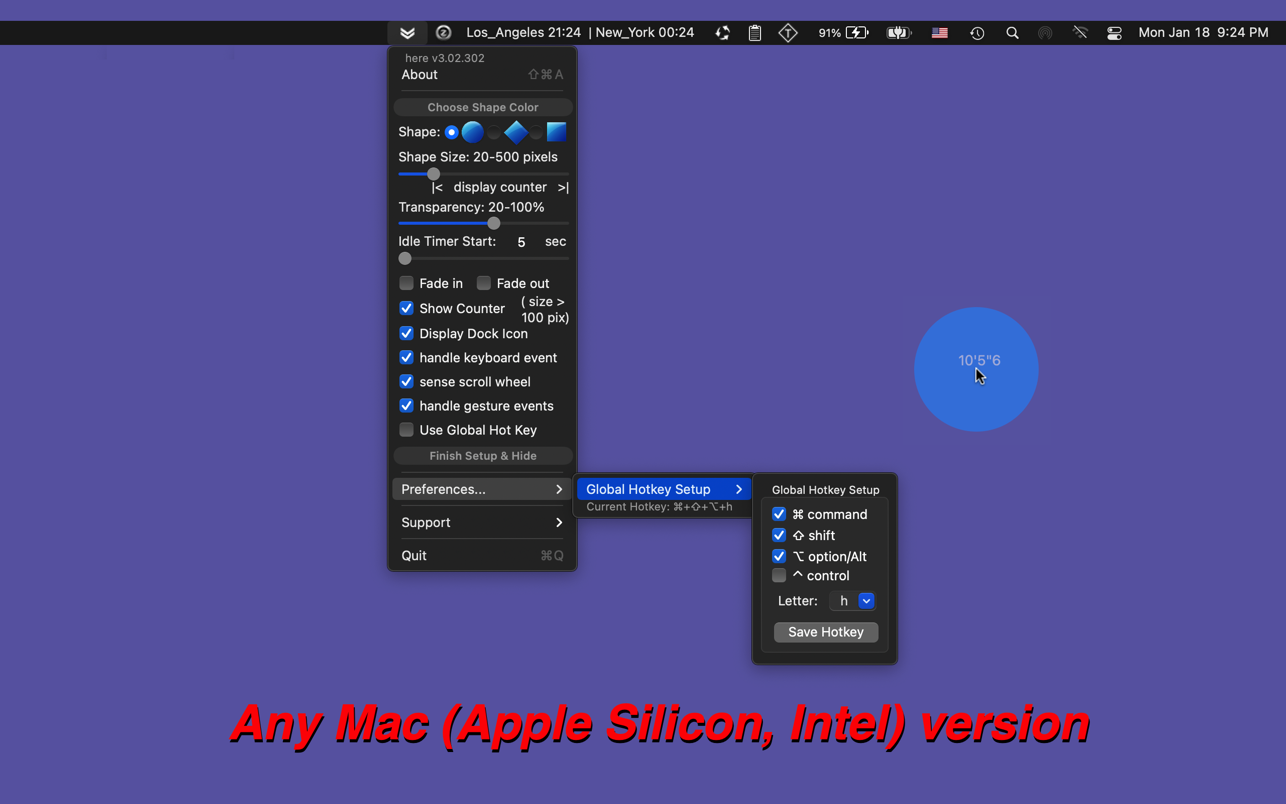 Los_Angeles 21:24 | New_York 00:24
91%
Mon Jan 18 9:24 PM
here v3.02.302
About ⇧⌘A
Choose Shape Color
Shape:
Shape Size: 20-500 pixels
|< display counter >|
Transparency: 20-100%
Idle Timer Start: 5 sec
Fade in Fade out
Show Counter ( size > 100 pix)
Display Dock Icon
handle keyboard event
sense scroll wheel
handle gesture events
Use Global Hot Key
Finish Setup & Hide
Preferences... >
Support >
Quit ⌘Q
Global Hotkey Setup >
Current Hotkey: ⌘+⇧+⌥+h
Global Hotkey Setup
⌘ command
⇧ shift
⌥ option/Alt
^ control
Letter: h
Save Hotkey
10'5"6
Any Mac (Apple Silicon, Intel) version